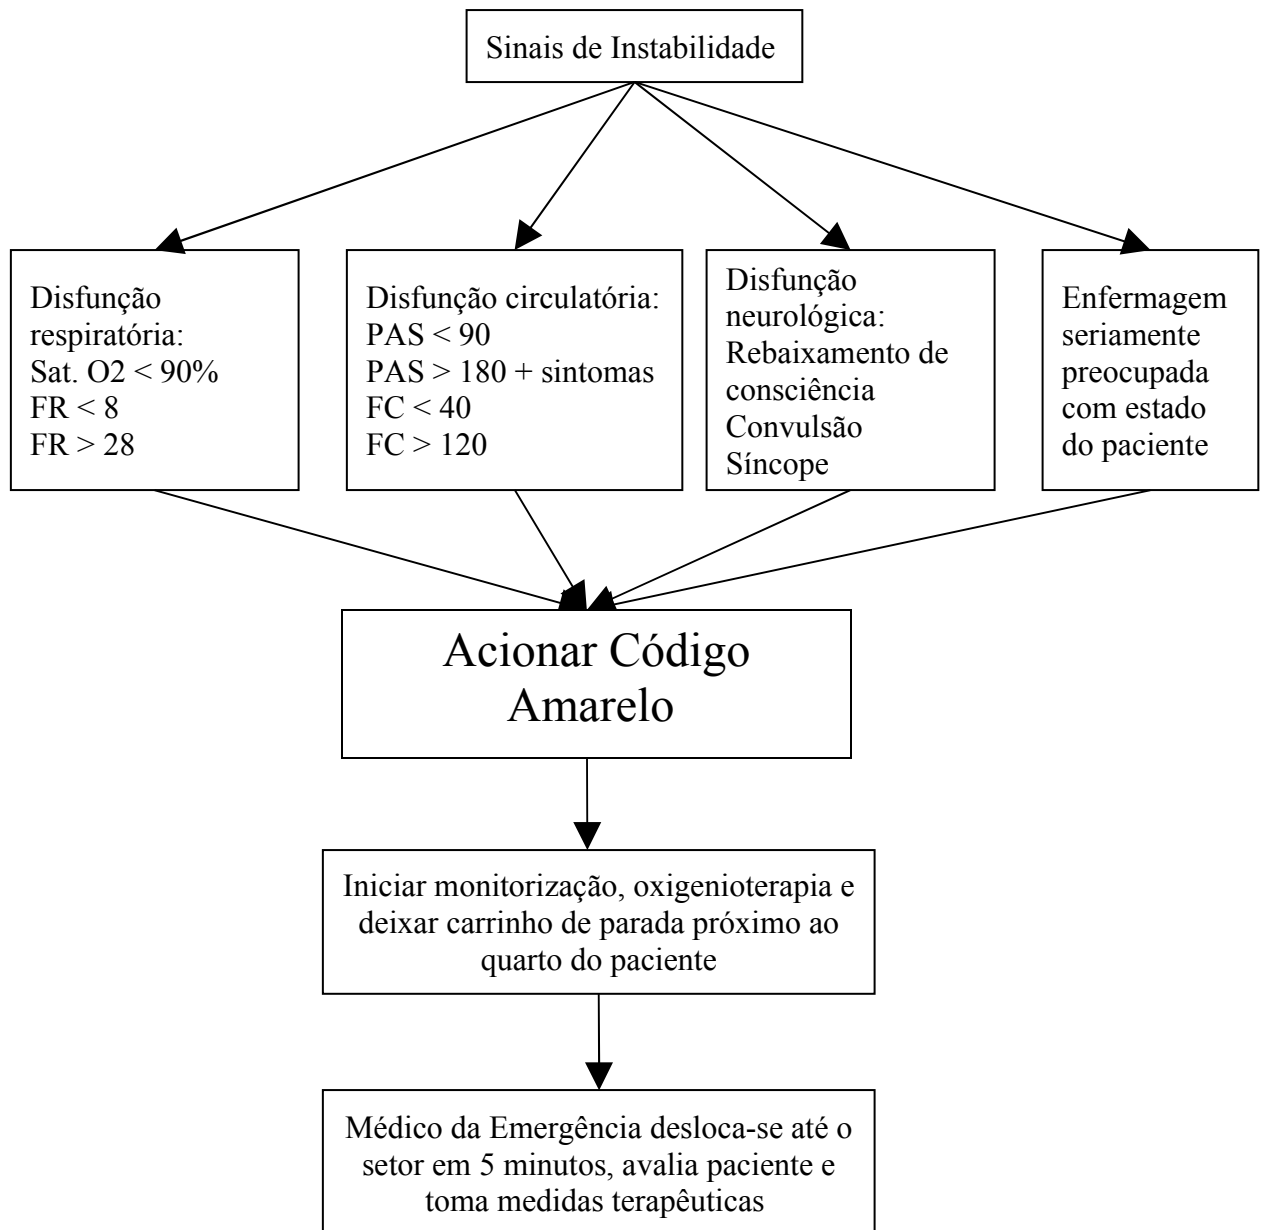 Sinais de Instabilidade
Disfunção
respiratória:
Sat. O2 < 90%
FR < 8
FR > 28
Disfunção circulatória:
PAS < 90
PAS > 180 + sintomas
FC < 40
FC > 120
Disfunção
neurológica:
Rebaixamento de
consciência
Convulsão
Síncope
Enfermagem
seriamente
preocupada
com estado
do paciente
Acionar Código
Amarelo
Iniciar monitorização, oxigenioterapia e
deixar carrinho de parada próximo ao
quarto do paciente
Médico da Emergência desloca-se até o
setor em 5 minutos, avalia paciente e
toma medidas terapêuticas